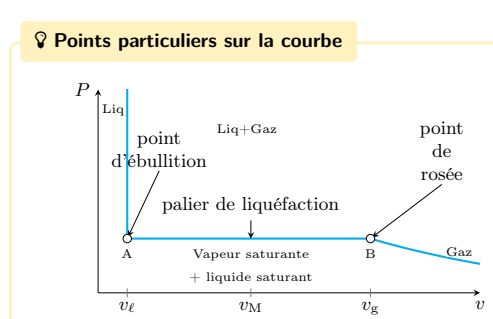 Points particuliers sur la courbe
P
Liq
Liq+Gaz
point
d'ébullition
point
de
rosée
palier de liquéfaction
A
Vapeur saturante
+ liquide saturant
B
Gaz
vℓ
vM
vg
v